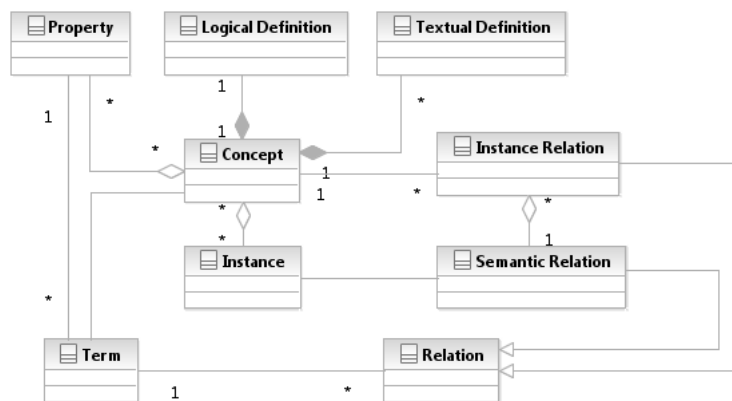 Property
Logical Definition
Textual Definition
1
*
1
*
1
*
Concept
Instance Relation
1
1
*
*
*
*
1
Instance
Semantic Relation
*
Term
Relation
1
*